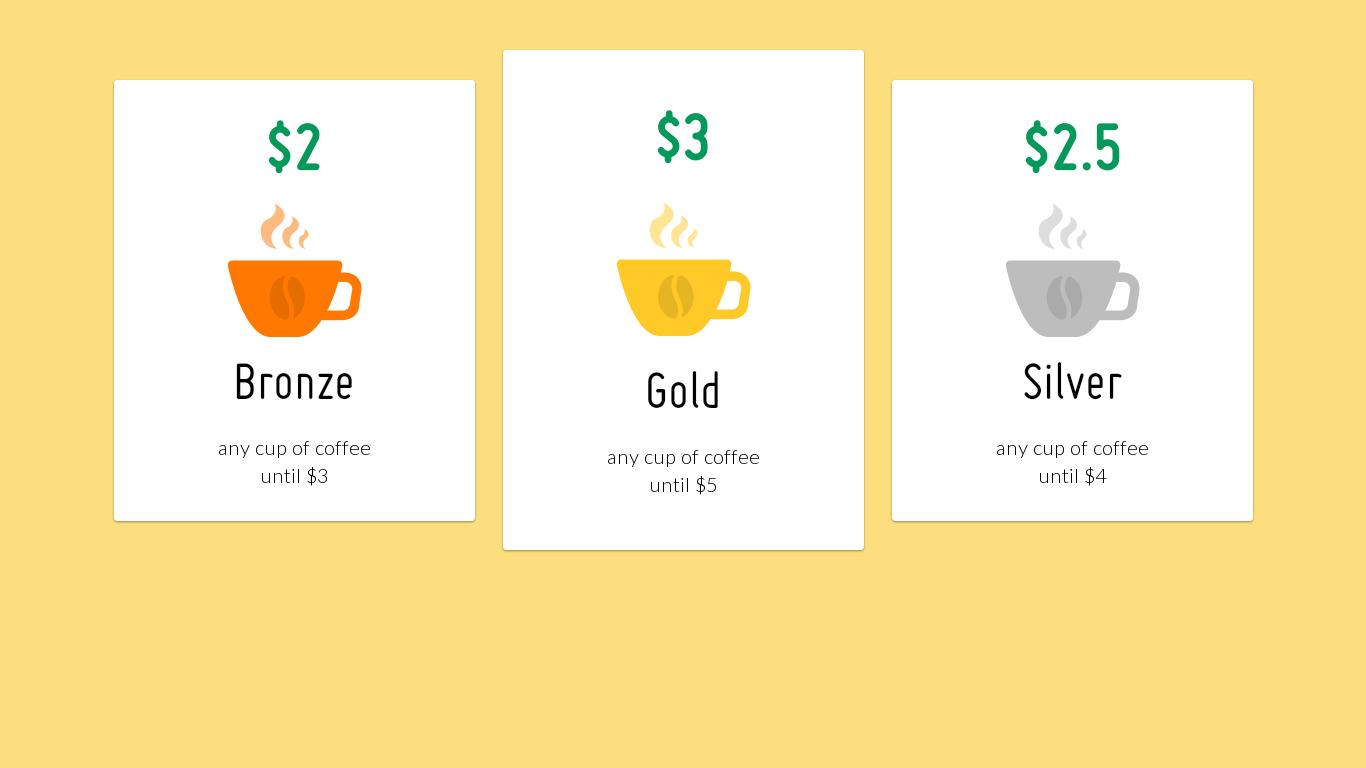 $2
Bronze
any cup of coffee
until $3
$3
Gold
any cup of coffee
until $5
$2.5
Silver
any cup of coffee
until $4